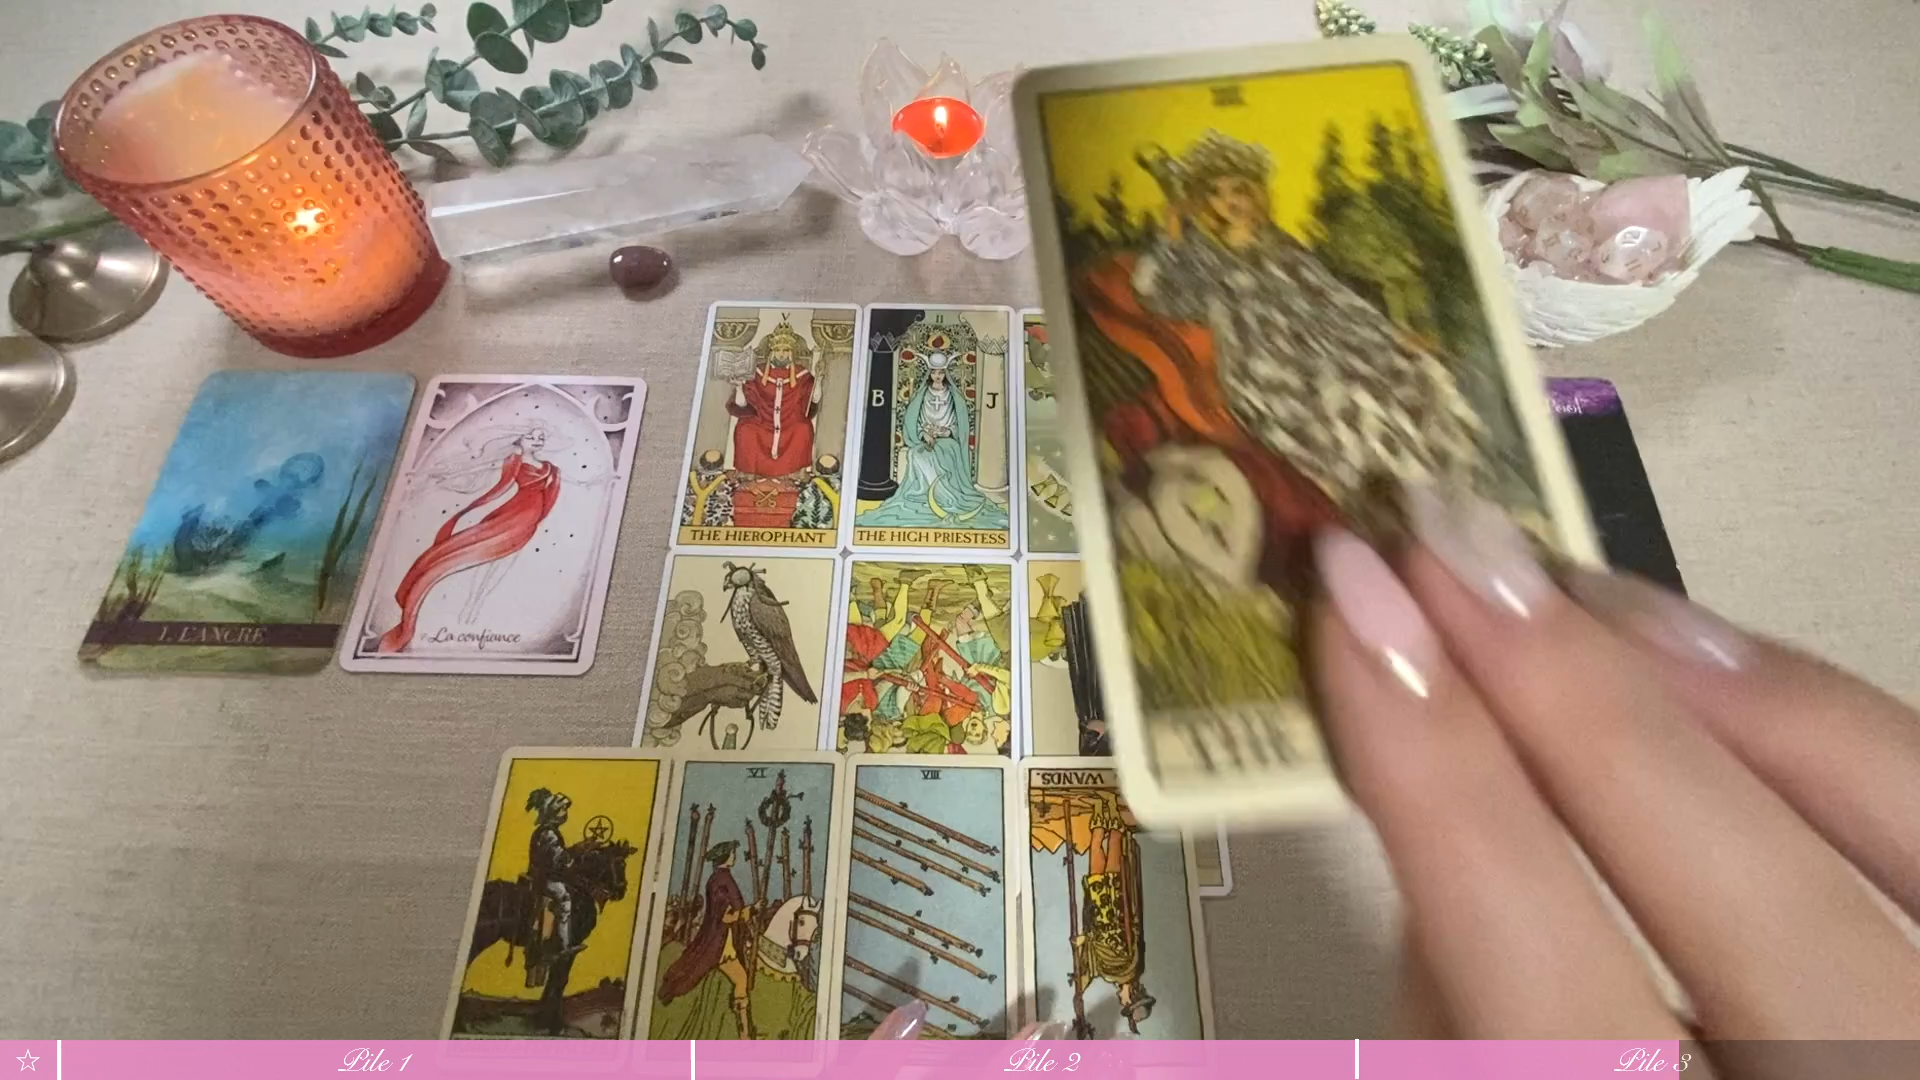 V
II
B
J
THE HIEROPHANT
THE HIGH PRIESTESS
1. L'ANCRE
La confiance
VI
VIII
WANDS.
Pile 1
Pile 2
Pile 3